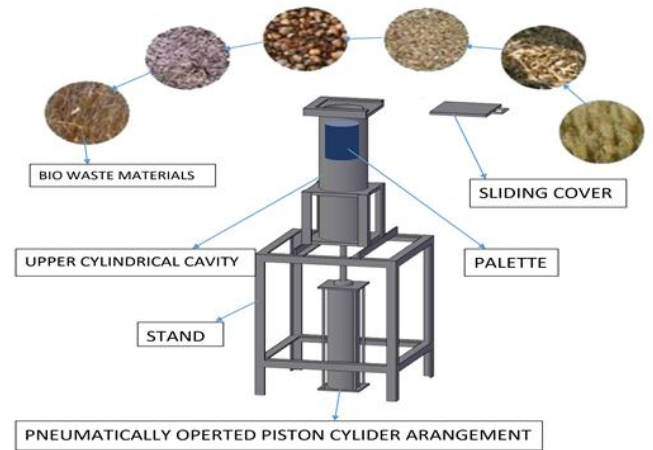 BIO WASTE MATERIALS
SLIDING COVER
UPPER CYLINDRICAL CAVITY
PALETTE
STAND
PNEUMATICALLY OPERTED PISTON CYLIDER ARANGEMENT